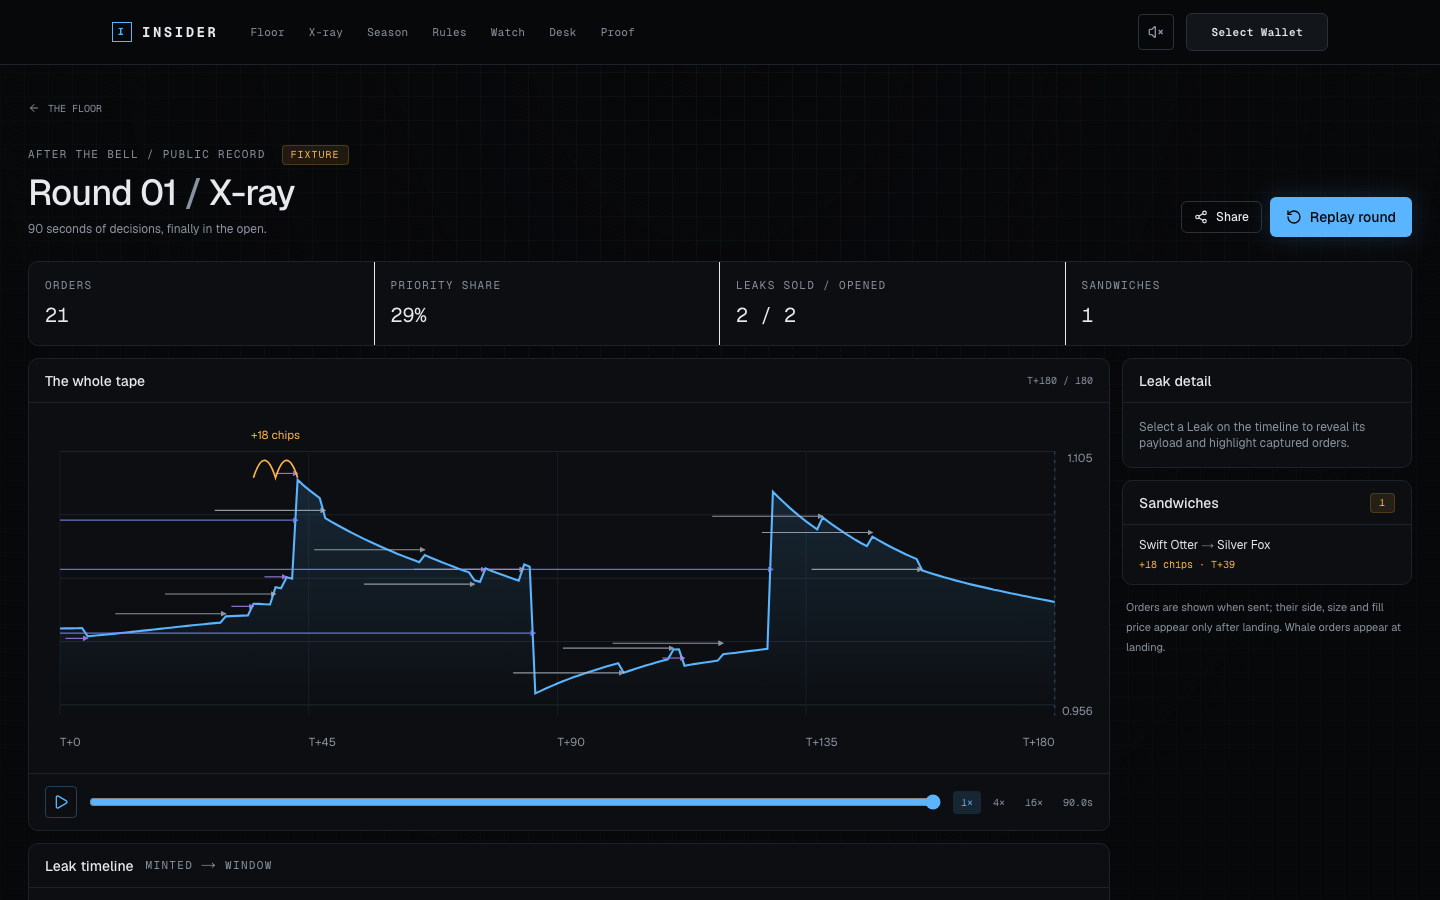 I INSIDER Floor X-ray Season Rules Watch Desk Proof Select Wallet
← THE FLOOR
AFTER THE BELL / PUBLIC RECORD FIXTURE
Round 01 / X-ray
90 seconds of decisions, finally in the open.
Share Replay round
ORDERS
21
PRIORITY SHARE
29%
LEAKS SOLD / OPENED
2 / 2
SANDWICHES
1
The whole tape T+180 / 180
+18 chips
1.105
0.956
T+0 T+45 T+90 T+135 T+180
1× 4× 16× 90.0s
Leak timeline MINTED → WINDOW
Leak detail
Select a Leak on the timeline to reveal its
payload and highlight captured orders.
Sandwiches 1
Swift Otter → Silver Fox
+18 chips · T+39
Orders are shown when sent; their side, size and fill
price appear only after landing. Whale orders appear at
landing.